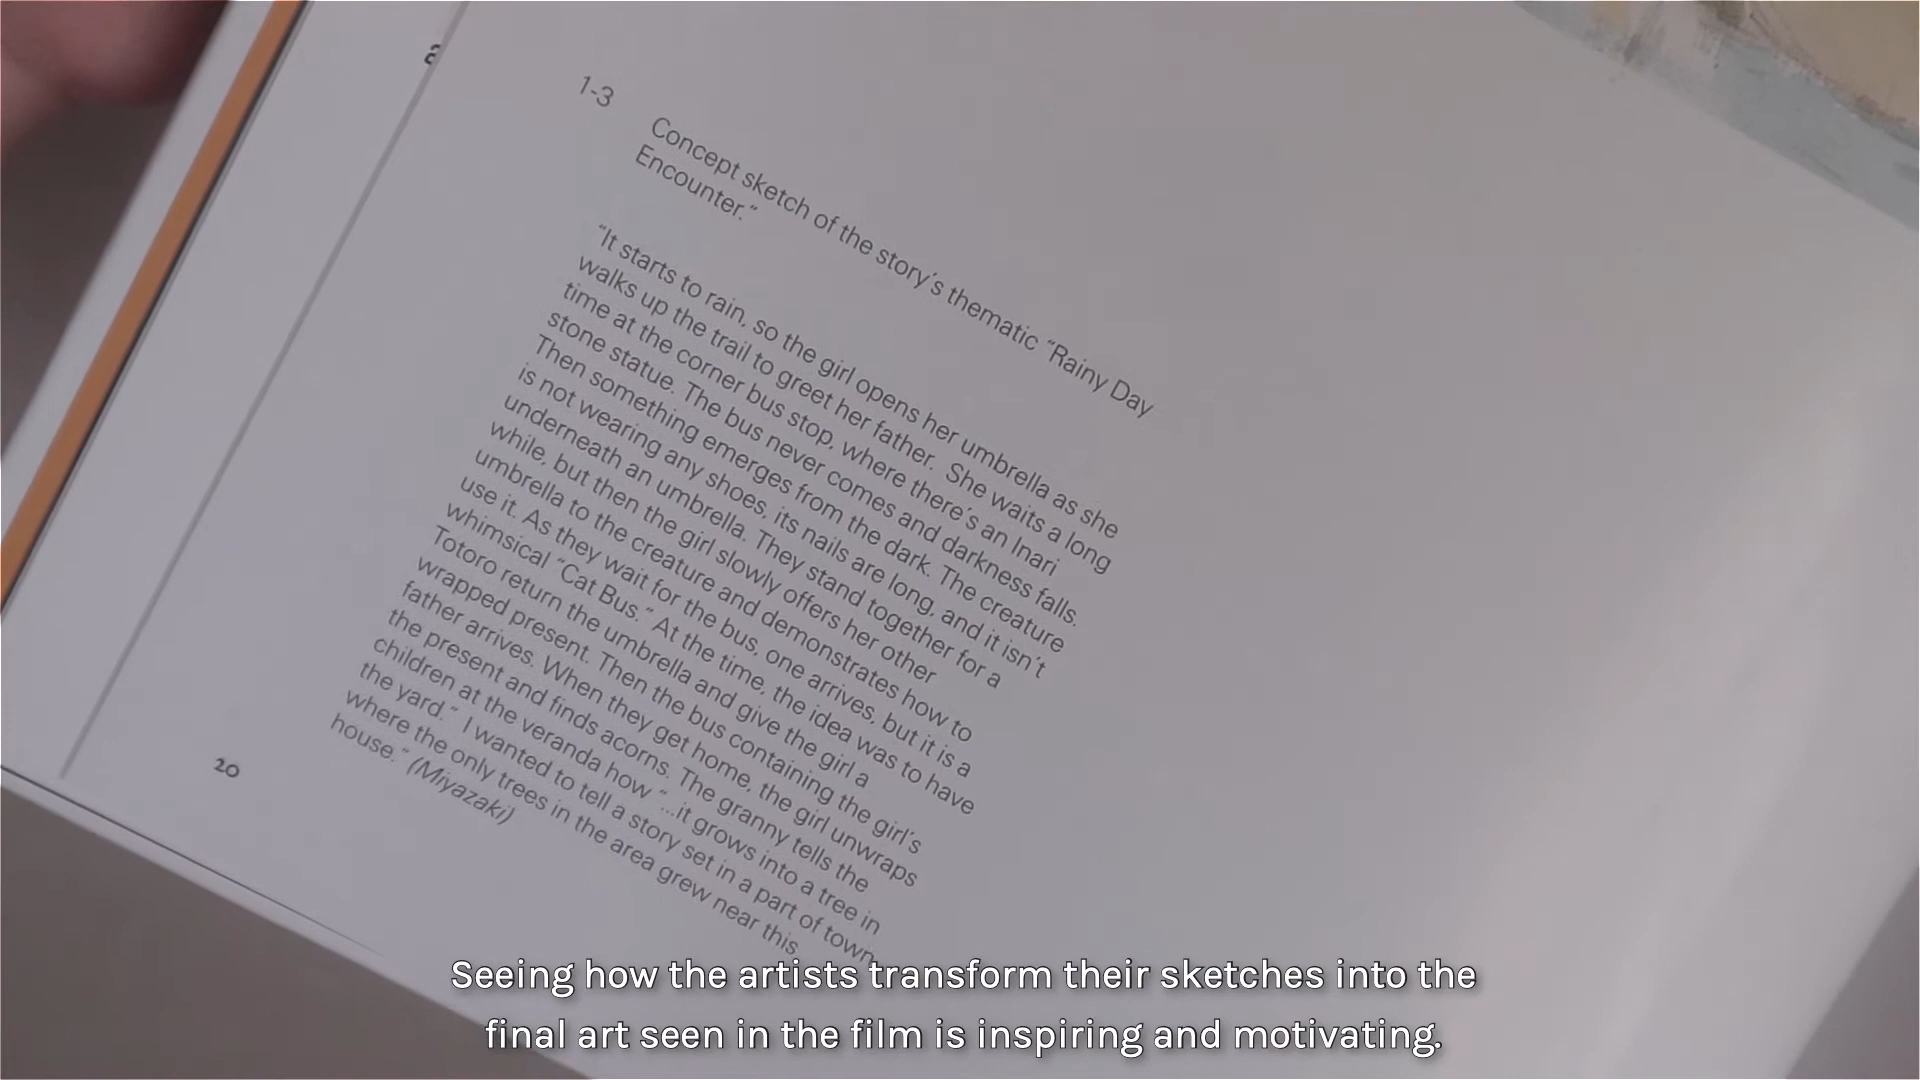 1-3
Concept sketch of the story's thematic "Rainy Day
Encounter."
"It starts to rain, so the girl opens her umbrella as she
walks up the trail to greet her father. She waits a long
time at the corner bus stop, where there's an Inari
stone statue. The bus never comes and darkness falls.
Then something emerges from the dark. The creature
is not wearing any shoes, its nails are long, and it isn't
underneath an umbrella. They stand together for a
while, but then the girl slowly offers her other
umbrella to the creature and demonstrates how to
use it. As they wait for the bus, one arrives, but it is a
whimsical "Cat Bus." At the time, the idea was to have
Totoro return the umbrella and give the girl a
wrapped present. Then the bus containing the girl's
father arrives. When they get home, the girl unwraps
the present and finds acorns. The granny tells the
children at the veranda how "...it grows into a tree in
the yard." I wanted to tell a story set in a part of town
where the only trees in the area grew near this
house." (Miyazaki)
20
Seeing how the artists transform their sketches into the
final art seen in the film is inspiring and motivating.